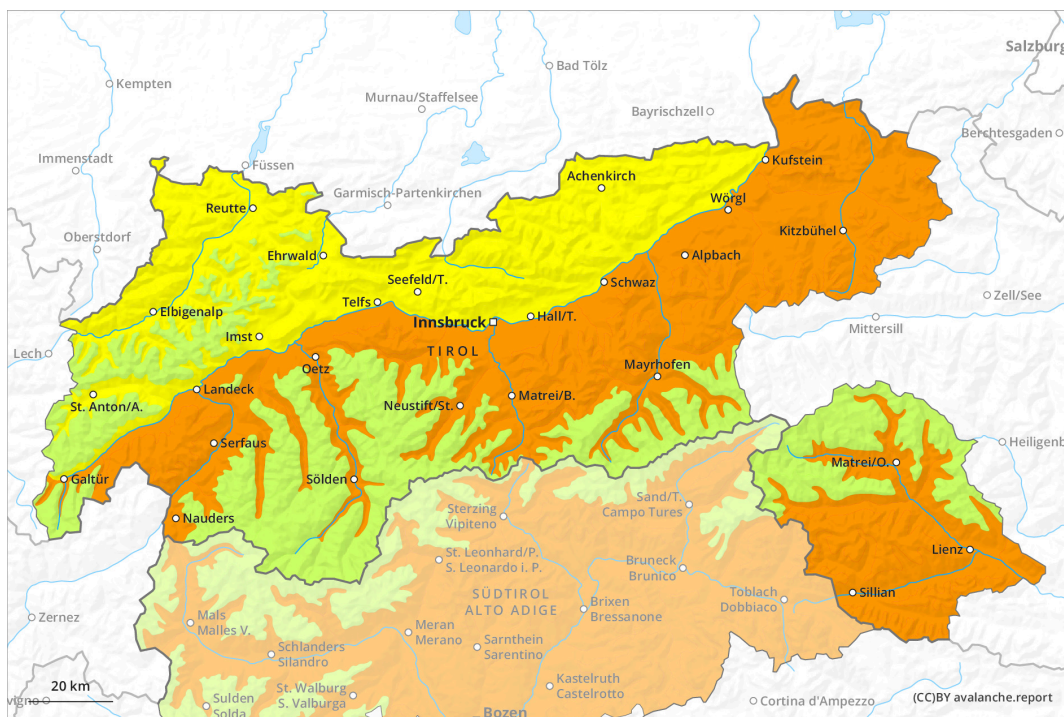 Salzburg
Kempten
Bad Tölz
Murnau/Staffelsee
Bayrischzell
Berchtesgaden
Immenstadt
Füssen
Kufstein
Achenkirch
Garmisch-Partenkirchen
Reutte
Wörgl
Oberstdorf
Kitzbühel
Ehrwald
Alpbach
Seefeld/T.
Schwaz
Zell/See
Telfs
Elbigenalp
Hall/T.
Innsbruck
Mittersill
Imst
Lech
TIROL
Oetz
Mayrhofen
Landeck
Matrei/B.
St. Anton/A.
Neustift/St.
Serfaus
Heiligenb
Matrei/O.
Galtür
Sölden
Sand/T.
Campo Tures
Sterzing
Vipiteno
Nauders
Lienz
St. Leonhard/P.
S. Leonardo i. P.
Bruneck
Brunico
Sillian
SÜDTIROL
ALTO ADIGE
Toblach
Dobbiaco
Brixen
Bressanone
Zernez
Mals
Malles V.
Meran
Merano
Sarnthein
Sarentino
Schlanders
Silandro
20 km
Kastelruth
Castelrotto
St. Walburg
S. Valburga
vigno
Sulden
Solda
Cortina d'Ampezzo
(CC)BY avalanche.report
Bozen